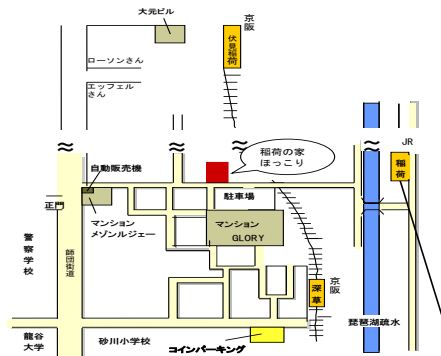 大元ビル
京阪
伏見稲荷
ローソンさん
エッフェル
さん
JR
稲荷
稲荷の家
ほっこり
自動販売機
駐車場
正門
マンション
メゾンルジェー
マンション
GLORY
警察学校
師団街道
京阪
深草
琵琶湖疏水
龍谷
大学
砂川小学校
コインパーキング